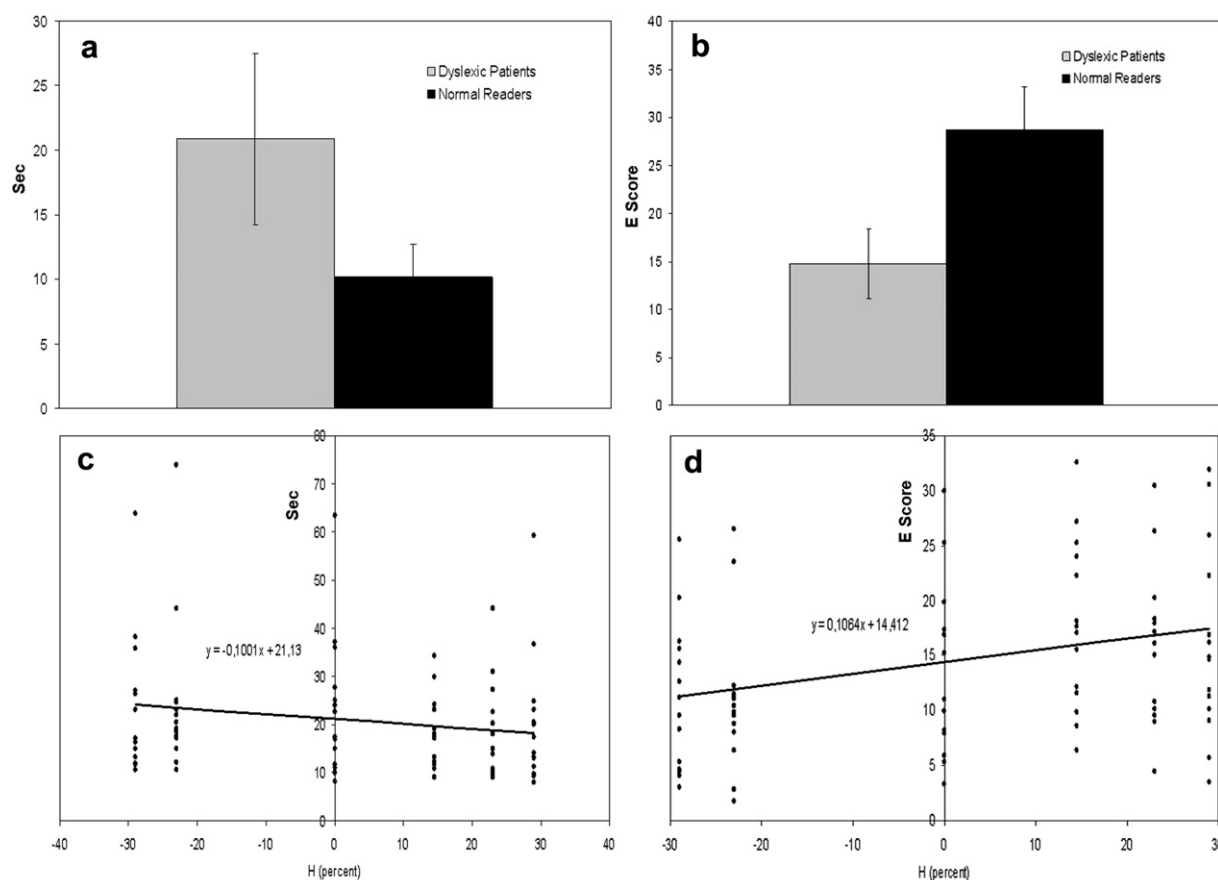 a
30
25
20
15
10
5
0
Sec
Dyslexic Patients
Normal Readers
b
40
35
30
25
20
15
10
5
0
E Score
Dyslexic Patients
Normal Readers
c
80
70
60
50
40
30
20
10
0
Sec
y = -0,1001x + 21,13
-40 -30 -20 -10 0 10 20 30 40
H (percent)
d
35
30
25
20
15
10
5
0
E Score
y = 0,1064x + 14,412
-30 -20 -10 0 10 20 30
H (percent)